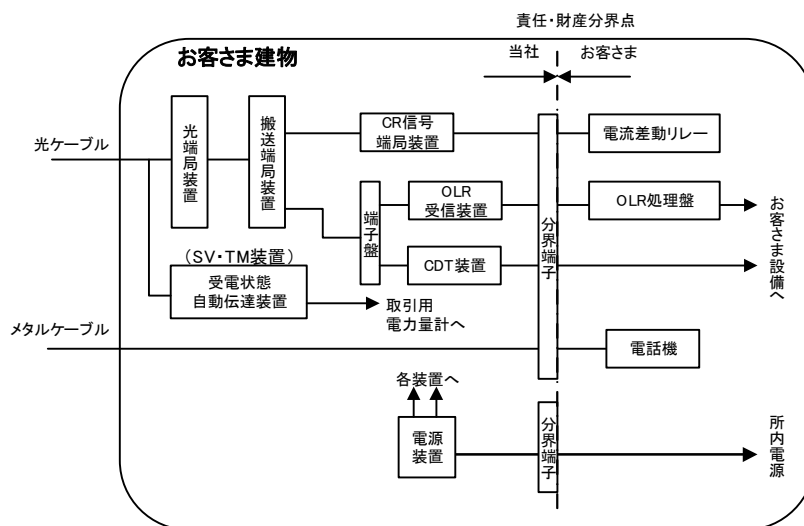 責任・財産分界点
当社
お客さま
お客さま建物
光ケーブル
光端局装置
搬送端局装置
CR信号
端局装置
電流差動リレー
端子盤
OLR
受信装置
OLR処理盤
CDT装置
分界端子
お客さま設備へ
(SV・TM装置)
受電状態
自動伝達装置
取引用
電力量計へ
メタルケーブル
電話機
各装置へ
電源
装置
分界端子
所内電源